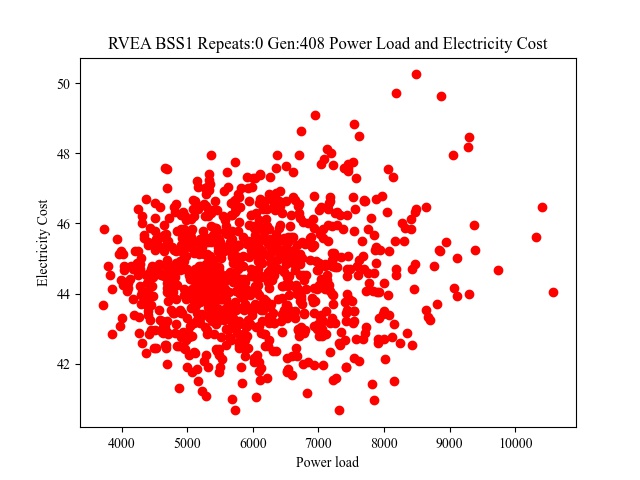 RVEA BSS1 Repeats:0 Gen:408 Power Load and Electricity Cost
50
48
46
44
42
Electricity Cost
4000 5000 6000 7000 8000 9000 10000
Power load